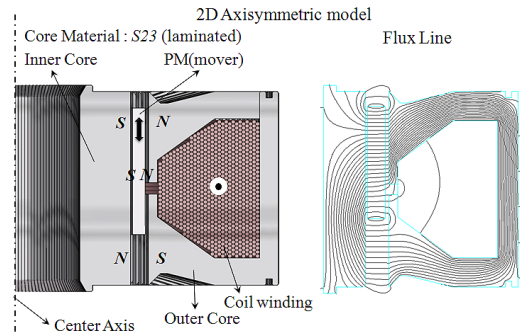 2D Axisymmetric model
Core Material : S23 (laminated)
Flux Line
Inner Core
PM(mover)
S
N
S N
N
S
Coil winding
Outer Core
Center Axis